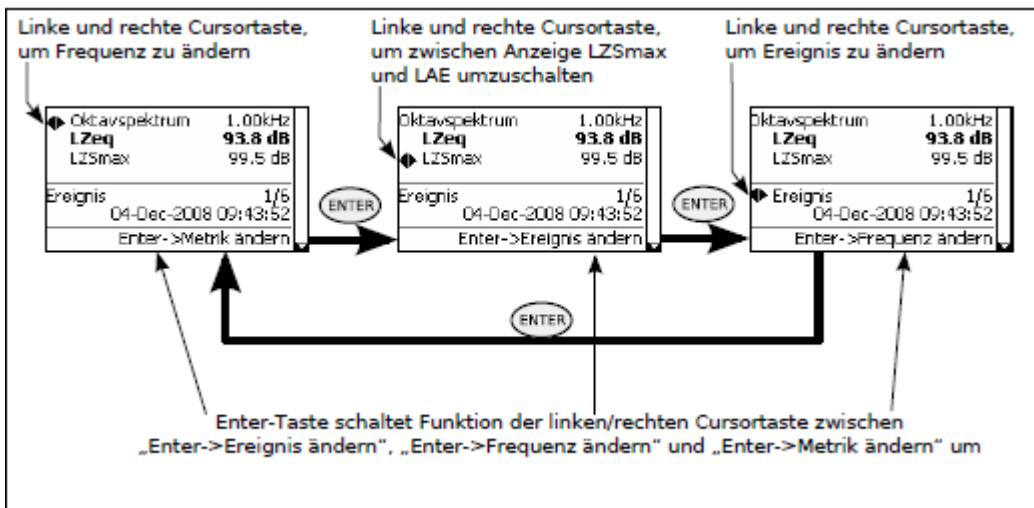 Linke und rechte Cursortaste,
um Frequenz zu ändern
Linke und rechte Cursortaste,
um zwischen Anzeige LZSmax
und LAE umzuschalten
Linke und rechte Cursortaste,
um Ereignis zu ändern
Oktavspektrum 1.00kHz
LZeq 93.8 dB
LZSmax 99.5 dB
Ereignis 1/6
04-Dec-2008 09:43:52
Enter->Metrik ändern
ENTER
Oktavspektrum 1.00kHz
LZeq 93.8 dB
LZSmax 99.5 dB
Ereignis 1/6
04-Dec-2008 09:43:52
Enter->Ereignis ändern
ENTER
Oktavspektrum 1.00kHz
LZeq 93.8 dB
LZSmax 99.5 dB
Ereignis 1/6
04-Dec-2008 09:43:52
Enter->Frequenz ändern
ENTER
Enter-Taste schaltet Funktion der linken/rechten Cursortaste zwischen
„Enter->Ereignis ändern“, „Enter->Frequenz ändern“ und „Enter->Metrik ändern“ um